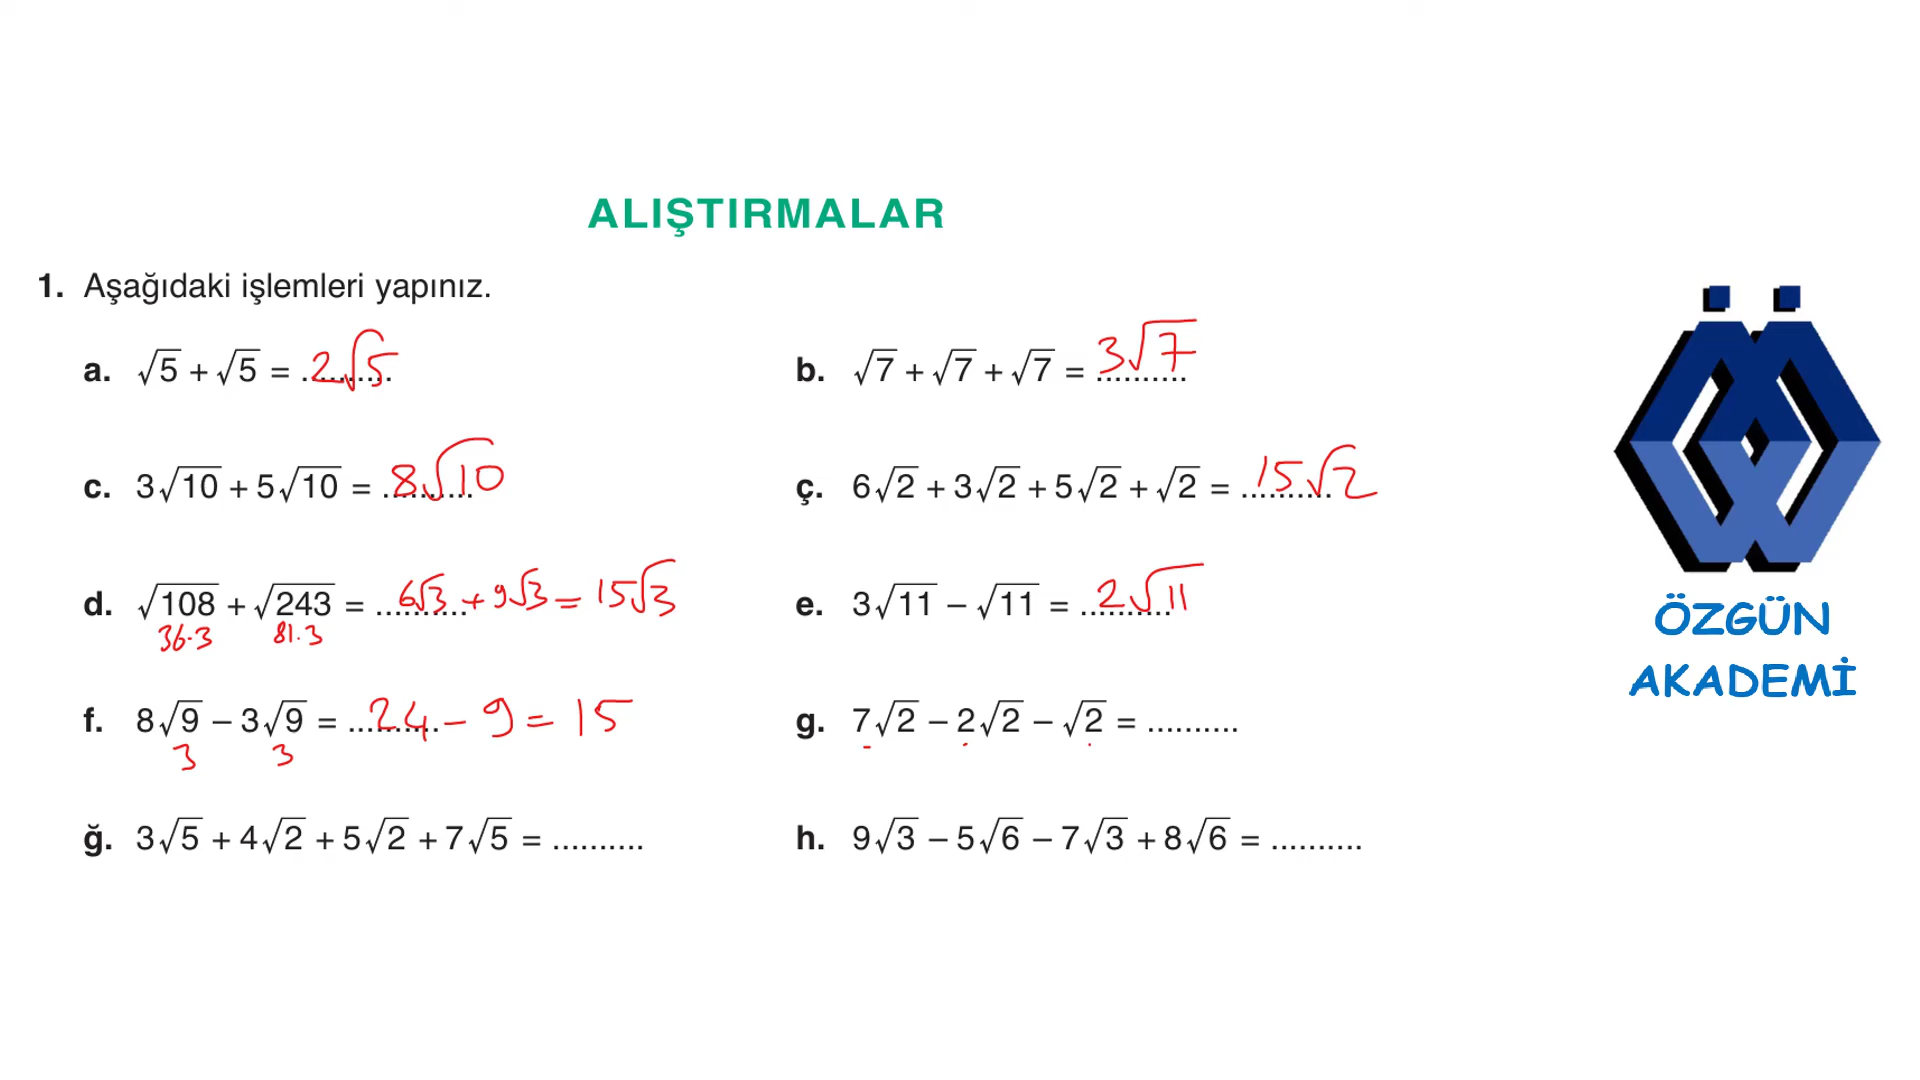 ALIŞTIRMALAR
1. Aşağıdaki işlemleri yapınız.
a. √5 + √5 = .......... 2√5
b. √7 + √7 + √7 = .......... 3√7
c. 3√10 + 5√10 = .......... 8√10
ç. 6√2 + 3√2 + 5√2 + √2 = .......... 15√2
d. √108 + √243 = .......... 6√3 + 9√3 = 15√3
36·3 81·3
e. 3√11 – √11 = .......... 2√11
f. 8√9 – 3√9 = .......... 24 – 9 = 15
3 3
g. 7√2 – 2√2 – √2 = ..........
ğ. 3√5 + 4√2 + 5√2 + 7√5 = ..........
h. 9√3 – 5√6 – 7√3 + 8√6 = ..........
ÖZGÜN
AKADEMİ